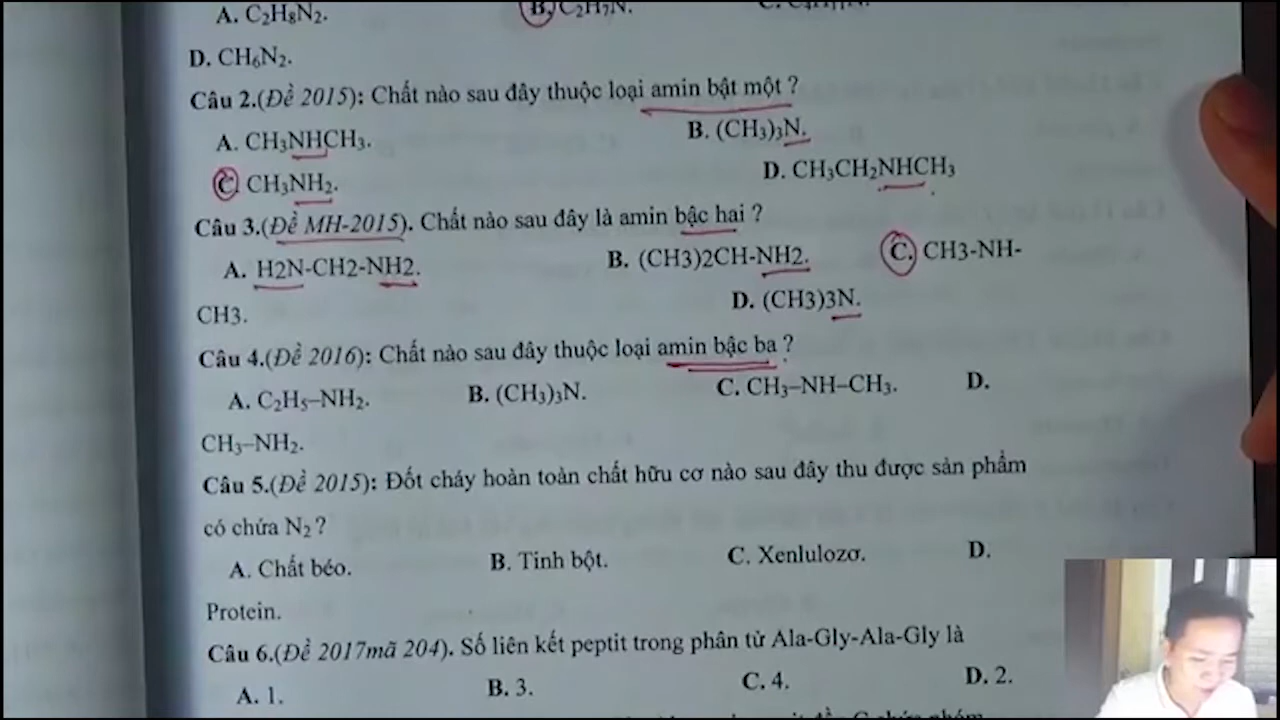 A. C₂H₈N₂. B. C₂H₇N.
D. CH₆N₂.
Câu 2.(Đề 2015): Chất nào sau đây thuộc loại amin bật một ?
A. CH₃NHCH₃. B. (CH₃)₃N.
C. CH₃NH₂. D. CH₃CH₂NHCH₃
Câu 3.(Đề MH-2015). Chất nào sau đây là amin bậc hai ?
A. H2N-CH2-NH2. B. (CH3)2CH-NH2. C. CH3-NH-
CH3. D. (CH3)3N.
Câu 4.(Đề 2016): Chất nào sau đây thuộc loại amin bậc ba ?
A. C₂H₅–NH₂. B. (CH₃)₃N. C. CH₃–NH–CH₃. D.
CH₃–NH₂.
Câu 5.(Đề 2015): Đốt cháy hoàn toàn chất hữu cơ nào sau đây thu được sản phẩm
có chứa N₂ ?
A. Chất béo. B. Tinh bột. C. Xenlulozơ. D.
Protein.
Câu 6.(Đề 2017mã 204). Số liên kết peptit trong phân tử Ala-Gly-Ala-Gly là
A. 1. B. 3. C. 4. D. 2.